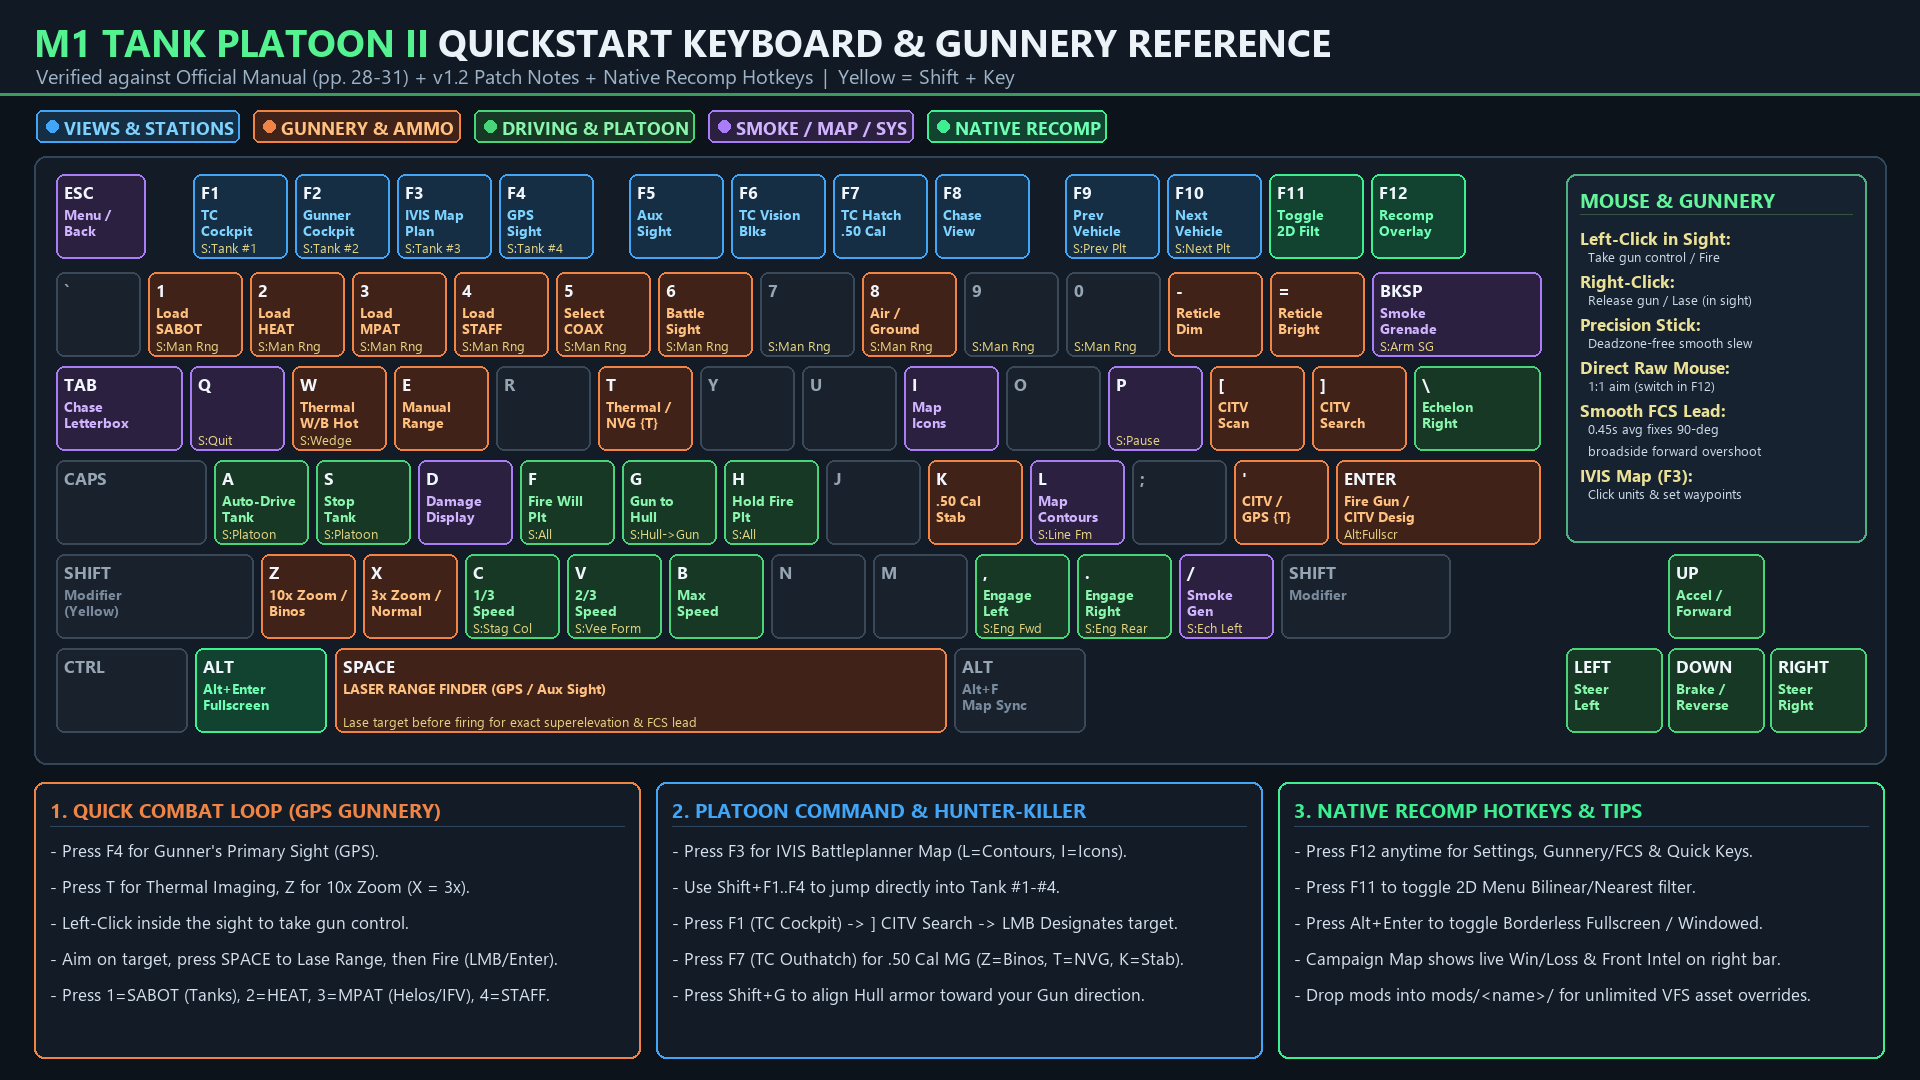 M1 TANK PLATOON II QUICKSTART KEYBOARD & GUNNERY REFERENCE
Verified against Official Manual (pp. 28-31) + v1.2 Patch Notes + Native Recomp Hotkeys | Yellow = Shift + Key
VIEWS & STATIONS
GUNNERY & AMMO
DRIVING & PLATOON
SMOKE / MAP / SYS
NATIVE RECOMP
ESC
Menu /
Back
F1
TC
Cockpit
S:Tank #1
F2
Gunner
Cockpit
S:Tank #2
F3
IVIS Map
Plan
S:Tank #3
F4
GPS
Sight
S:Tank #4
F5
Aux
Sight
F6
TC Vision
Blks
F7
TC Hatch
.50 Cal
F8
Chase
View
F9
Prev
Vehicle
S:Prev Plt
F10
Next
Vehicle
S:Next Plt
F11
Toggle
2D Filt
F12
Recomp
Overlay
`
1
Load
SABOT
S:Man Rng
2
Load
HEAT
S:Man Rng
3
Load
MPAT
S:Man Rng
4
Load
STAFF
S:Man Rng
5
Select
COAX
S:Man Rng
6
Battle
Sight
S:Man Rng
7
S:Man Rng
8
Air /
Ground
S:Man Rng
9
S:Man Rng
0
S:Man Rng
-
Reticle
Dim
=
Reticle
Bright
BKSP
Smoke
Grenade
S:Arm SG
TAB
Chase
Letterbox
Q
S:Quit
W
Thermal
W/B Hot
S:Wedge
E
Manual
Range
R
T
Thermal /
NVG {T}
Y
U
I
Map
Icons
O
P
S:Pause
[
CITV
Scan
]
CITV
Search
\
Echelon
Right
CAPS
A
Auto-Drive
Tank
S:Platoon
S
Stop
Tank
S:Platoon
D
Damage
Display
F
Fire Will
Plt
S:All
G
Gun to
Hull
S:Hull->Gun
H
Hold Fire
Plt
S:All
J
K
.50 Cal
Stab
L
Map
Contours
S:Line Fm
;
'
CITV /
GPS {T}
ENTER
Fire Gun /
CITV Desig
Alt:Fullscr
SHIFT
Modifier
(Yellow)
Z
10x Zoom /
Binos
X
3x Zoom /
Normal
C
1/3
Speed
S:Stag Col
V
2/3
Speed
S:Vee Form
B
Max
Speed
N
M
,
Engage
Left
S:Eng Fwd
.
Engage
Right
S:Eng Rear
/
Smoke
Gen
S:Ech Left
SHIFT
Modifier
CTRL
ALT
Alt+Enter
Fullscreen
SPACE
LASER RANGE FINDER (GPS / Aux Sight)
Lase target before firing for exact superelevation & FCS lead
ALT
Alt+F
Map Sync
MOUSE & GUNNERY
Left-Click in Sight:
Take gun control / Fire
Right-Click:
Release gun / Lase (in sight)
Precision Stick:
Deadzone-free smooth slew
Direct Raw Mouse:
1:1 aim (switch in F12)
Smooth FCS Lead:
0.45s avg fixes 90-deg
broadside forward overshoot
IVIS Map (F3):
Click units & set waypoints
UP
Accel /
Forward
LEFT
Steer
Left
DOWN
Brake /
Reverse
RIGHT
Steer
Right
1. QUICK COMBAT LOOP (GPS GUNNERY)
- Press F4 for Gunner's Primary Sight (GPS).
- Press T for Thermal Imaging, Z for 10x Zoom (X = 3x).
- Left-Click inside the sight to take gun control.
- Aim on target, press SPACE to Lase Range, then Fire (LMB/Enter).
- Press 1=SABOT (Tanks), 2=HEAT, 3=MPAT (Helos/IFV), 4=STAFF.
2. PLATOON COMMAND & HUNTER-KILLER
- Press F3 for IVIS Battleplanner Map (L=Contours, I=Icons).
- Use Shift+F1..F4 to jump directly into Tank #1-#4.
- Press F1 (TC Cockpit) -> ] CITV Search -> LMB Designates target.
- Press F7 (TC Outhatch) for .50 Cal MG (Z=Binos, T=NVG, K=Stab).
- Press Shift+G to align Hull armor toward your Gun direction.
3. NATIVE RECOMP HOTKEYS & TIPS
- Press F12 anytime for Settings, Gunnery/FCS & Quick Keys.
- Press F11 to toggle 2D Menu Bilinear/Nearest filter.
- Press Alt+Enter to toggle Borderless Fullscreen / Windowed.
- Campaign Map shows live Win/Loss & Front Intel on right bar.
- Drop mods into mods/<name>/ for unlimited VFS asset overrides.